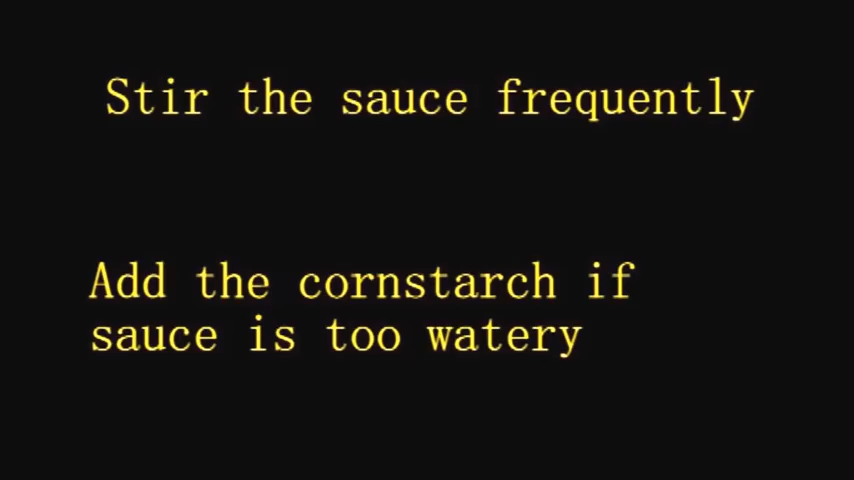 Stir the sauce frequently
Add the cornstarch if
sauce is too watery